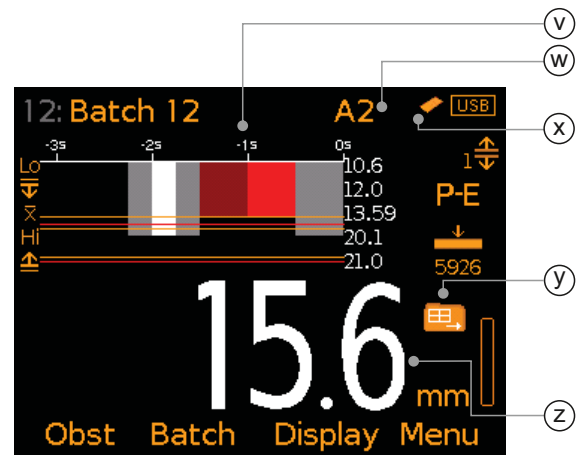 v
w
12: Batch 12 A2 USB
x
-3s -2s -1s 0s
Lo 10.6 1
12.0 P-E
x̅ 13.59
Hi 20.1
21.0 5926
y
15.6 mm
z
Obst Batch Display Menu